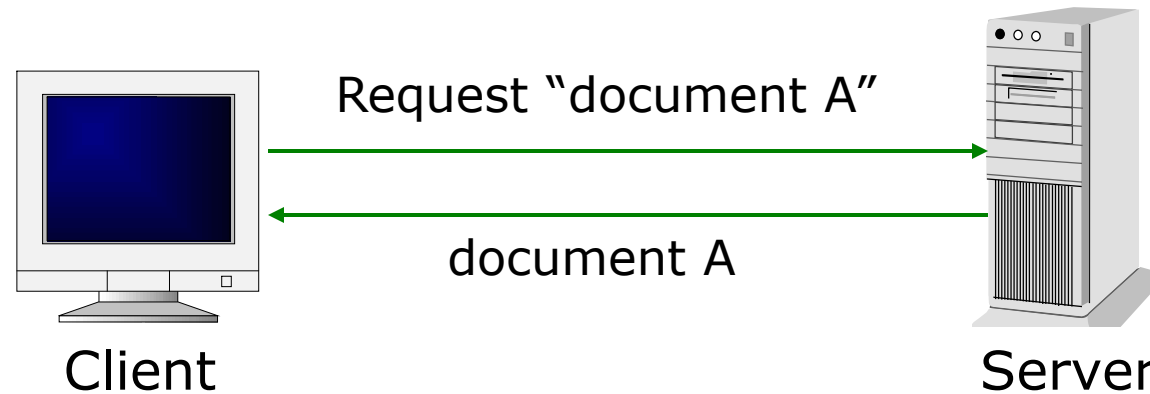 Request “document A”
document A
Client
Server